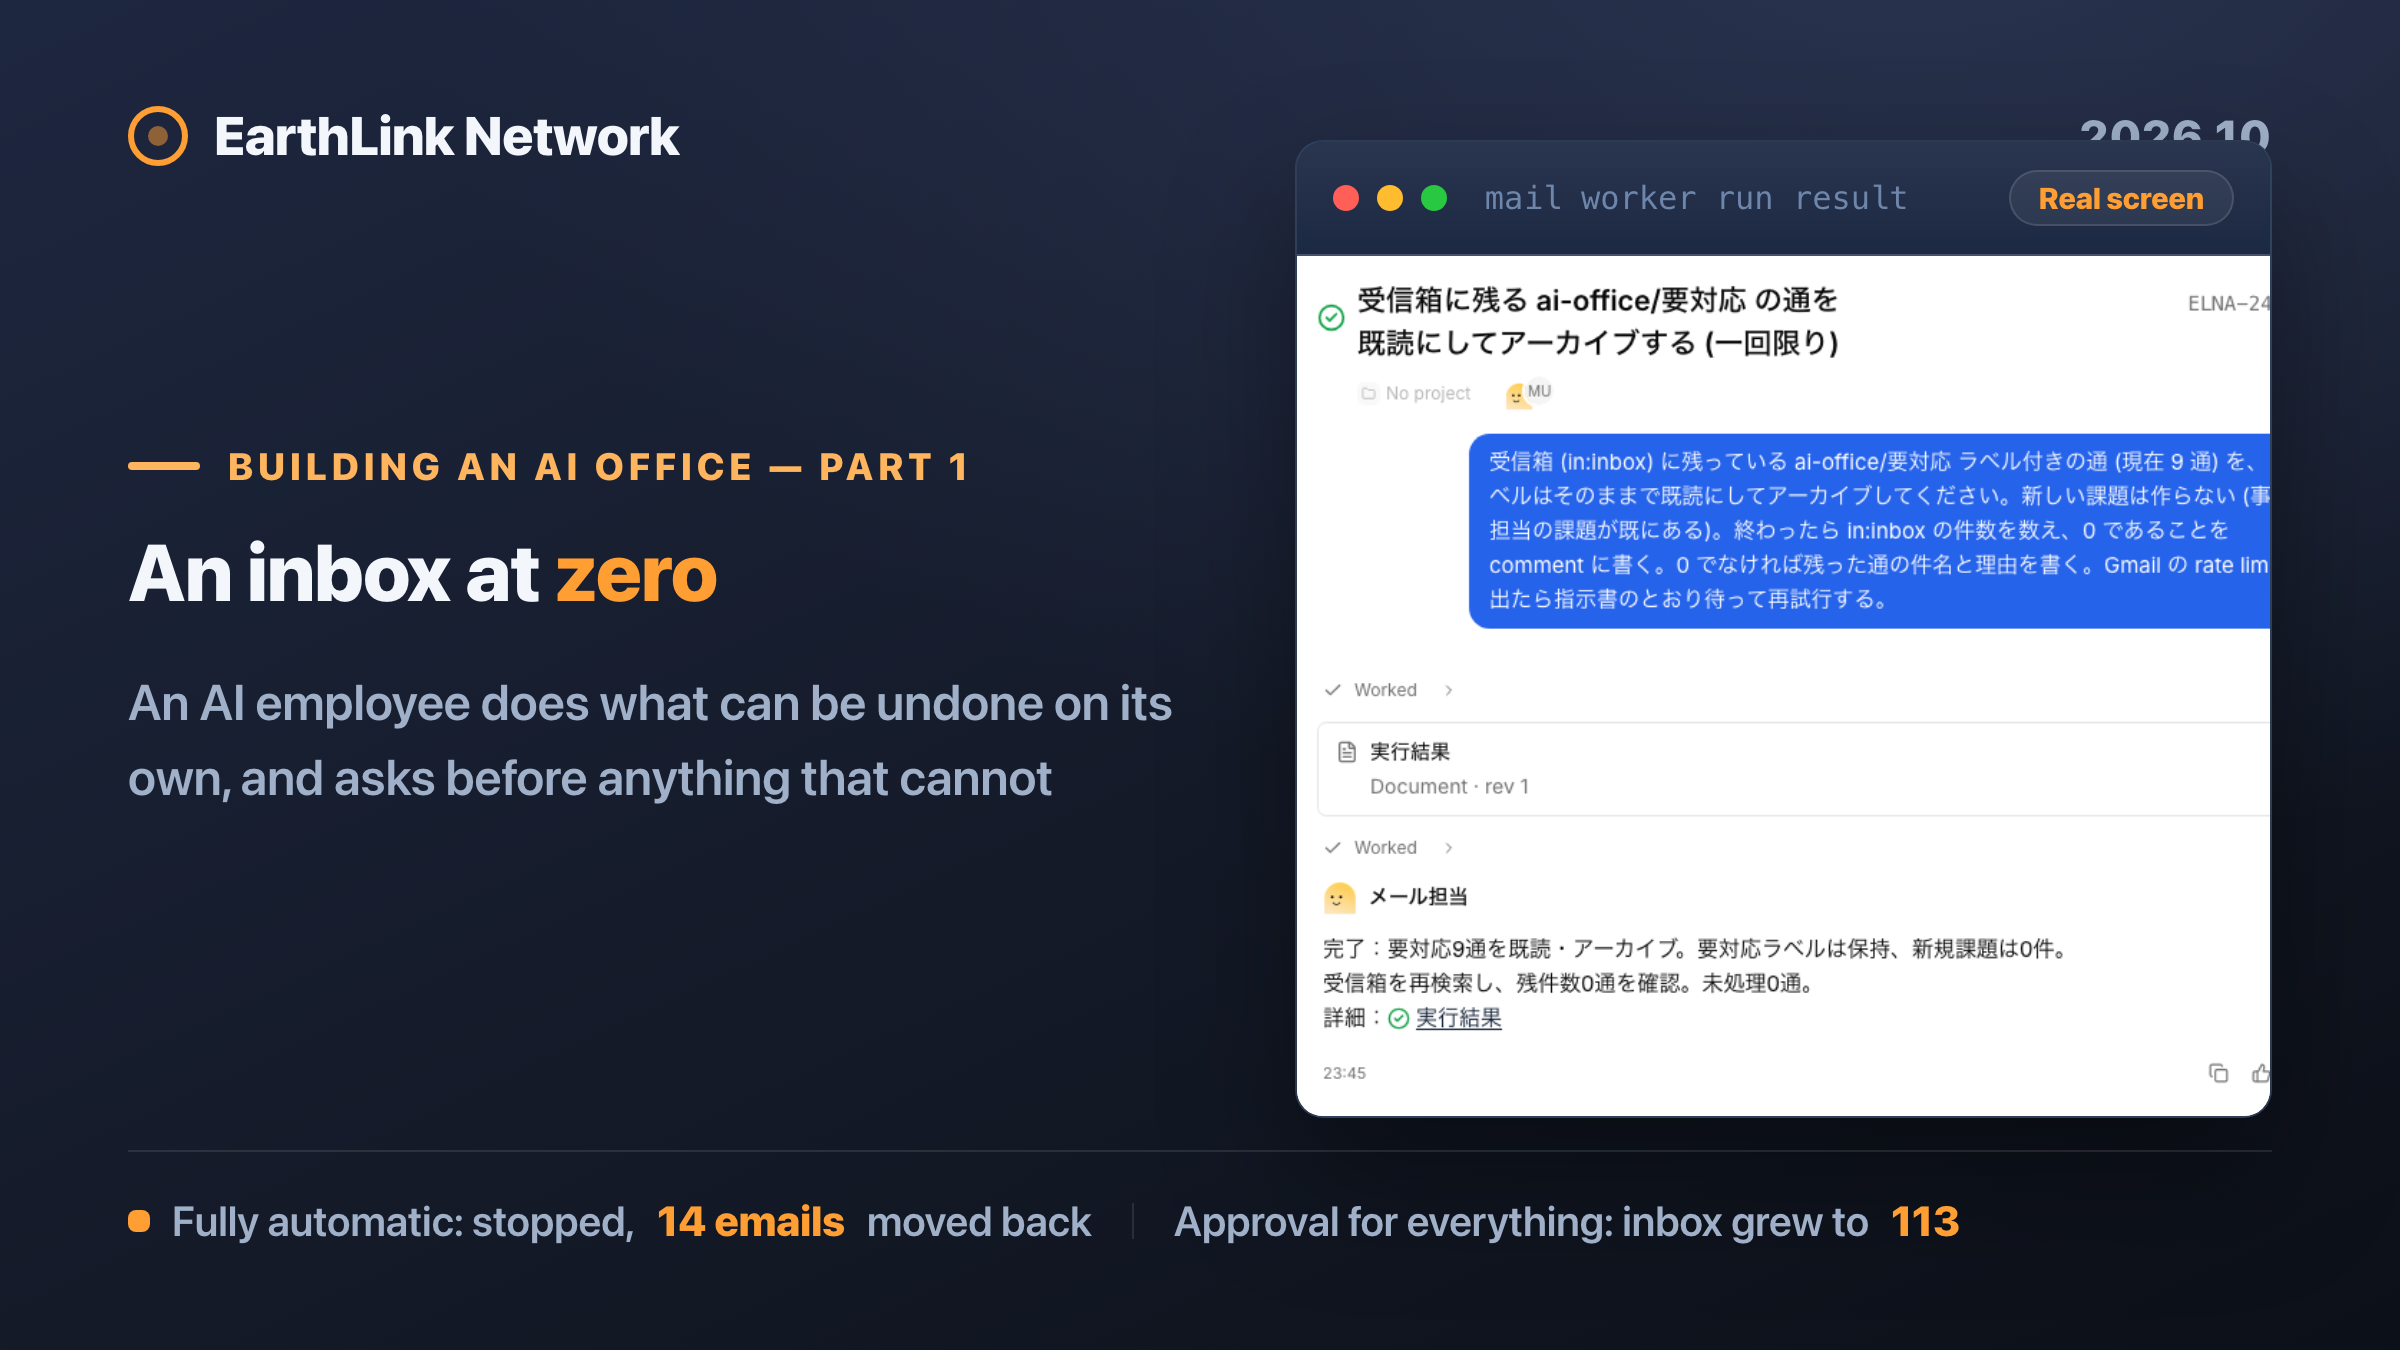 EarthLink Network
2026.10
BUILDING AN AI OFFICE — PART 1
An inbox at zero
An AI employee does what can be undone on its
own, and asks before anything that cannot
mail worker run result
Real screen
受信箱に残る ai-office/要対応 の通を
既読にしてアーカイブする (一回限り)
ELNA-24
No project
MU
受信箱 (in:inbox) に残っている ai-office/要対応 ラベル付きの通 (現在 9 通) を、
ベルはそのままで既読にしてアーカイブしてください。新しい課題は作らない (事
担当の課題が既にある)。終わったら in:inbox の件数を数え、0 であることを
comment に書く。0 でなければ残った通の件名と理由を書く。Gmail の rate lim
出たら指示書のとおり待って再試行する。
Worked
実行結果
Document · rev 1
Worked
メール担当
完了：要対応9通を既読・アーカイブ。要対応ラベルは保持、新規課題は0件。
受信箱を再検索し、残件数0通を確認。未処理0通。
詳細： 実行結果
23:45
Fully automatic: stopped, 14 emails moved back
Approval for everything: inbox grew to 113